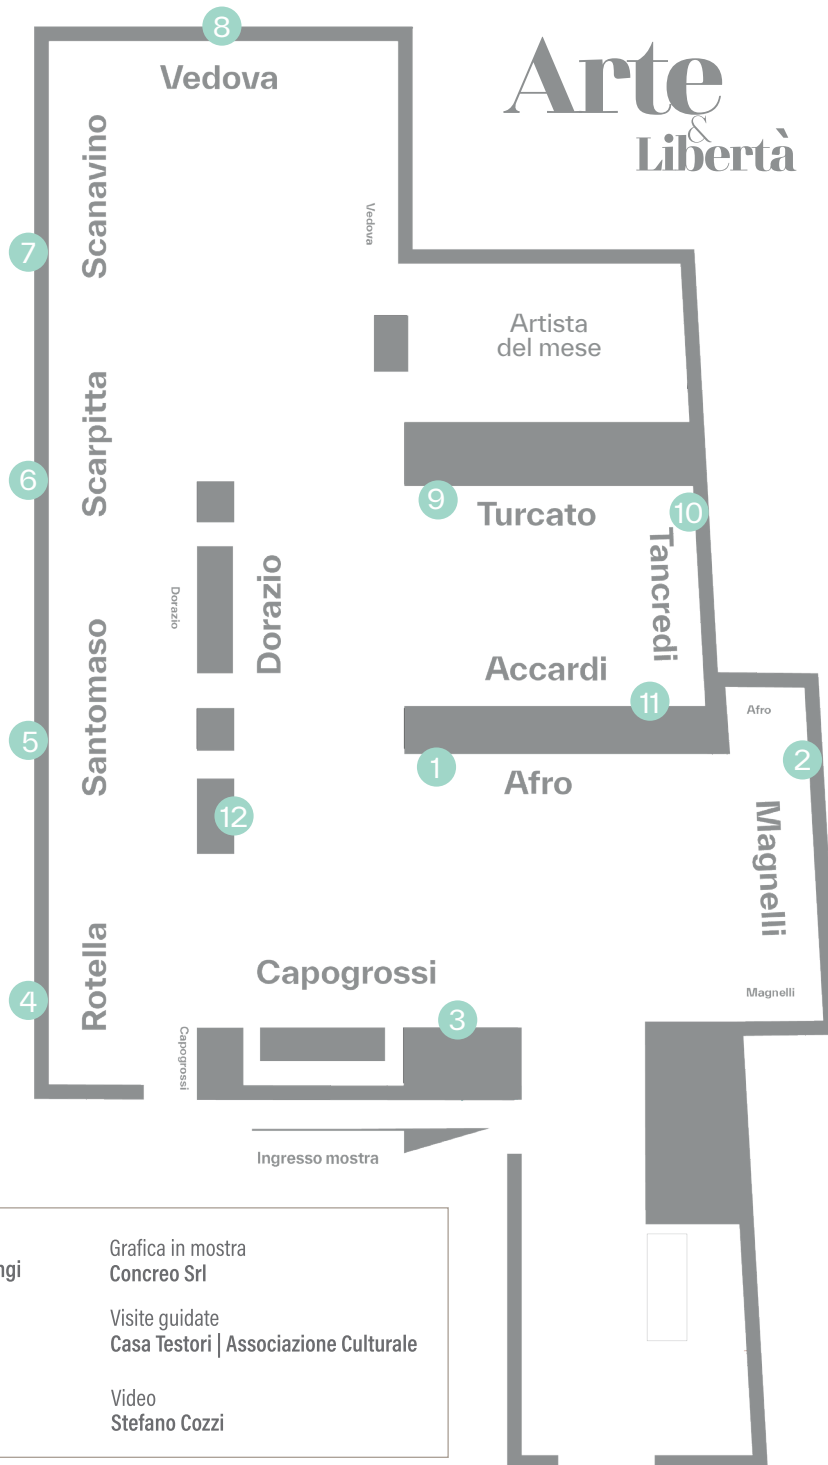 8
Arte
&
Libertà
Vedova
Scanavino
Vedova
7
Artista
del mese
Scarpitta
6
9
Turcato
10
Tancredi
Dorazio
Dorazio
Santomaso
Accardi
11
Afro
5
1
2
Afro
12
Magnelli
Rotella
Capogrossi
Magnelli
4
3
Capogrossi
Ingresso mostra
ngi
Grafica in mostra
Concreo Srl
Visite guidate
Casa Testori | Associazione Culturale
Video
Stefano Cozzi